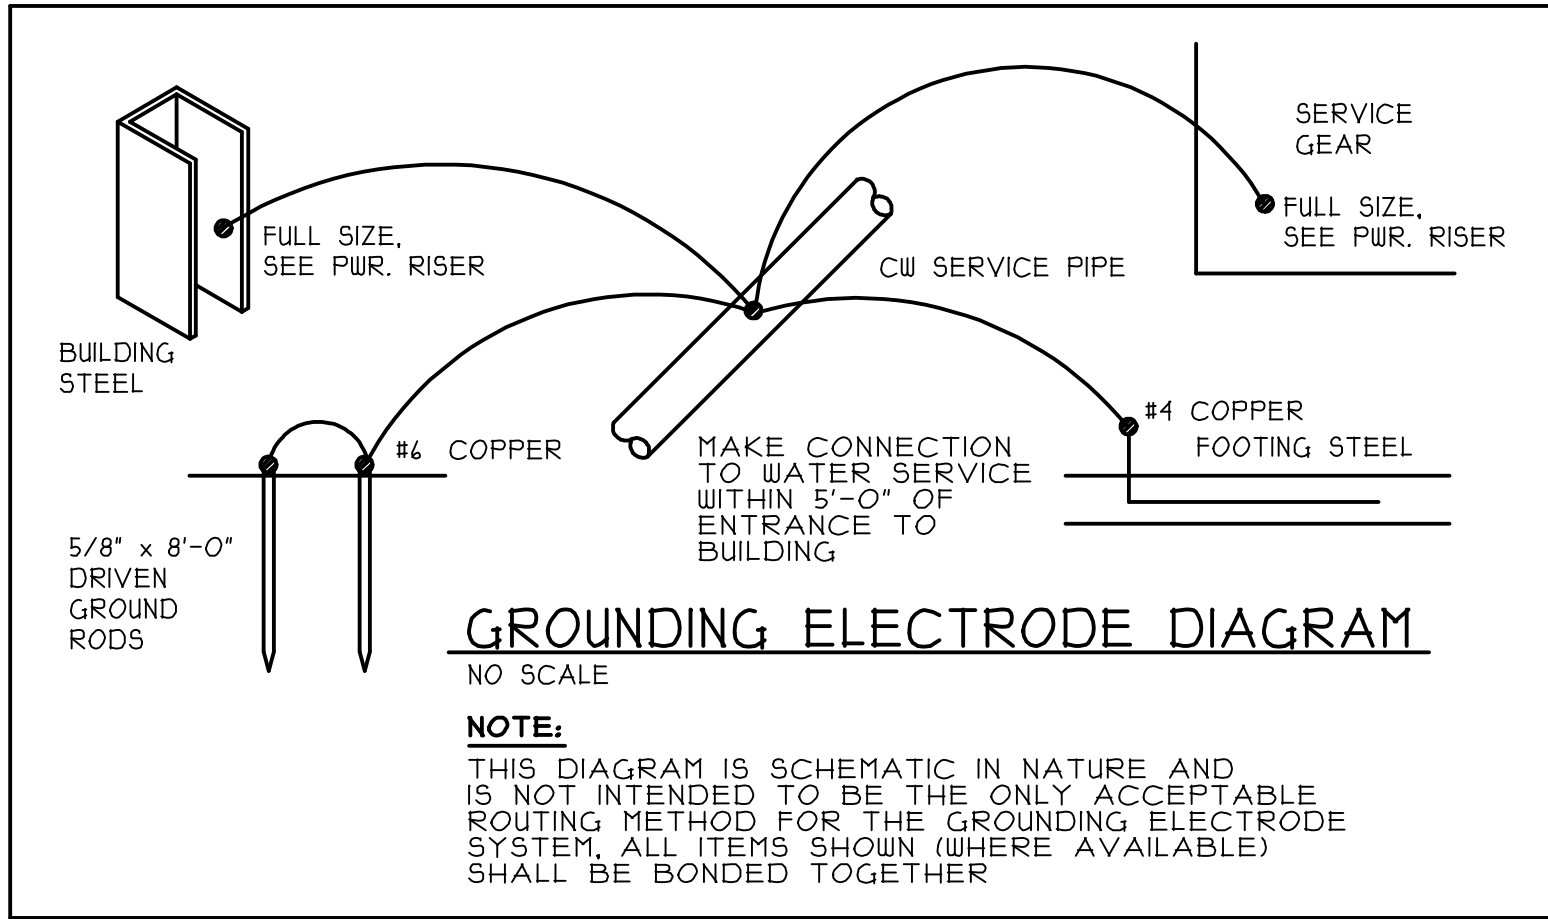 SERVICE
GEAR
FULL SIZE,
SEE PWR. RISER
FULL SIZE,
SEE PWR. RISER
CW SERVICE PIPE
BUILDING
STEEL
#4 COPPER
FOOTING STEEL
#6 COPPER
MAKE CONNECTION
TO WATER SERVICE
WITHIN 5'-0" OF
ENTRANCE TO
BUILDING
5/8" x 8'-0"
DRIVEN
GROUND
RODS
GROUNDING ELECTRODE DIAGRAM
NO SCALE
NOTE:
THIS DIAGRAM IS SCHEMATIC IN NATURE AND
IS NOT INTENDED TO BE THE ONLY ACCEPTABLE
ROUTING METHOD FOR THE GROUNDING ELECTRODE
SYSTEM, ALL ITEMS SHOWN (WHERE AVAILABLE)
SHALL BE BONDED TOGETHER